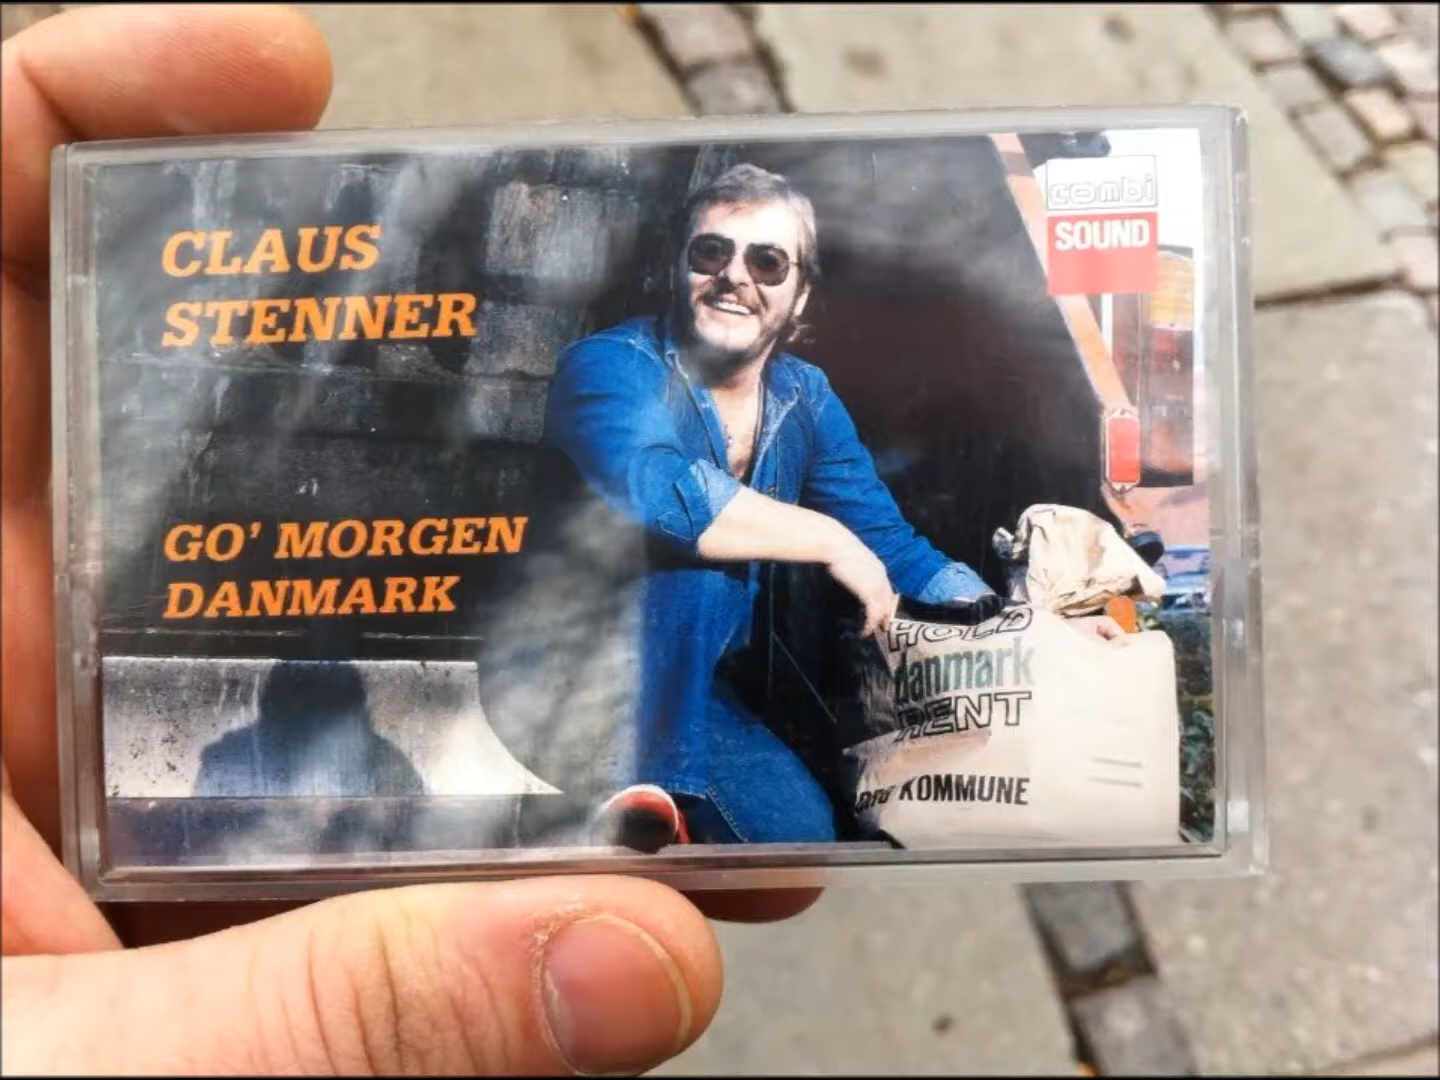 CLAUS
STENNER
GO' MORGEN
DANMARK
combi
SOUND
HOLD
danmark
RENT
KOMMUNE